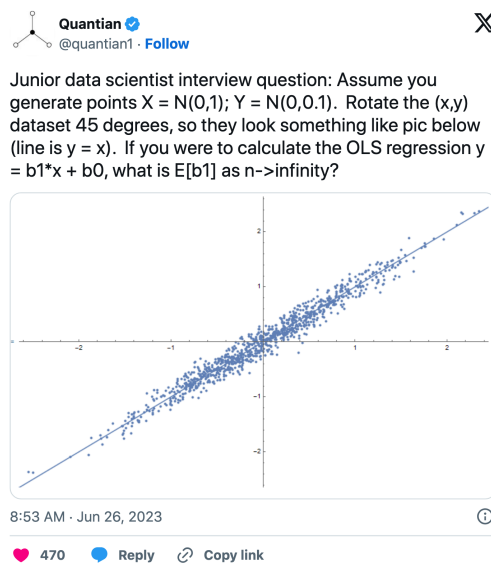 Quantian
@quantian1 · Follow
Junior data scientist interview question: Assume you
generate points X = N(0,1); Y = N(0,0.1).  Rotate the (x,y)
dataset 45 degrees, so they look something like pic below
(line is y = x).  If you were to calculate the OLS regression y
= b1*x + b0, what is E[b1] as n->infinity?
2
1
-2
-1
1
2
-1
-2
8:53 AM · Jun 26, 2023
470 Reply Copy link